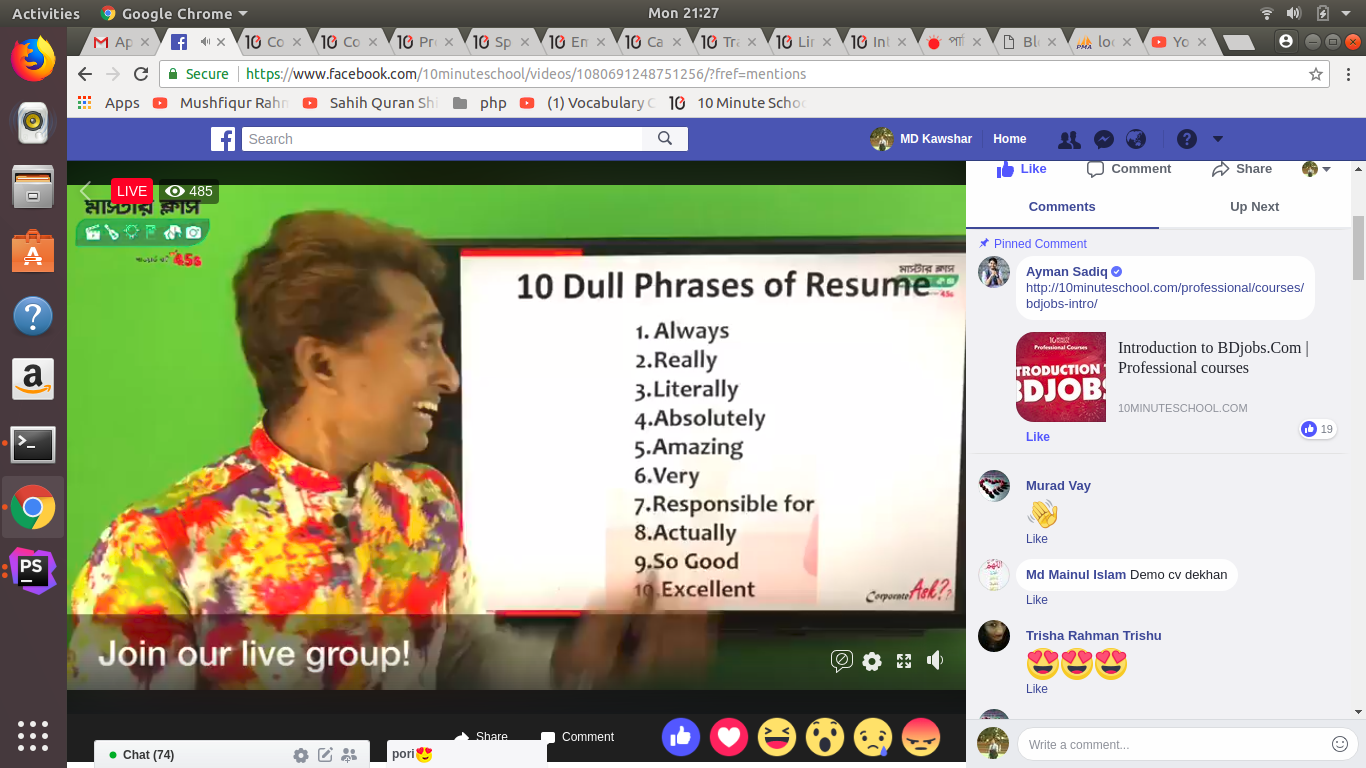 Activities
Google Chrome
Mon 21:27
Ap
Co
Co
Pr
Sp
En
Ca
Tra
Lir
Int
পাি
Blo
loc
Yo
Secure
https://www.facebook.com/10minuteschool/videos/1080691248751256/?fref=mentions
Apps
Mushfiqur Rahm
Sahih Quran Shi
php
(1) Vocabulary C
10 Minute Schoo
Search
MD Kawshar
Home
LIVE
485
মাস্টার ক্লাস
10 Dull Phrases of Resume
মাস্টার ক্লাস
1. Always
2.Really
3.Literally
4.Absolutely
5.Amazing
6.Very
7.Responsible for
8.Actually
9.So Good
10.Excellent
Corporate Ask?
Join our live group!
Share
Comment
Chat (74)
pori😍
Like
Comment
Share
Comments
Up Next
Pinned Comment
Ayman Sadiq
http://10minuteschool.com/professional/courses/
bdjobs-intro/
INTRODUCTION T
BDJOBS
Introduction to BDjobs.Com |
Professional courses
10MINUTESCHOOL.COM
Like
19
Murad Vay
👋
Like
Md Mainul Islam Demo cv dekhan
Like
Trisha Rahman Trishu
😍😍😍
Like
Write a comment...
PS